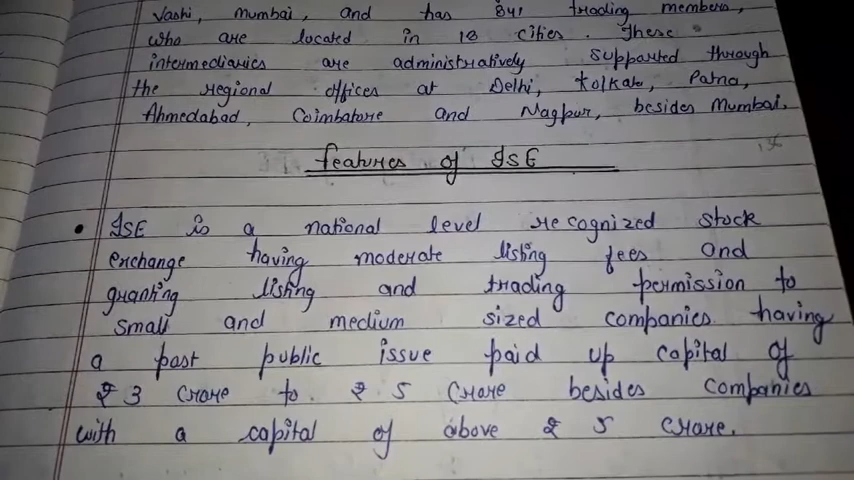 Vashi, Mumbai, and has 841 trading members,
who are located in 18 cities. These
intermediaries are administratively supported through
the regional offices at Delhi, Kolkata, Patna,
Ahmedabad, Coimbatore and Nagpur, besides Mumbai.
features of ISE
• ISE is a national level recognized stock
exchange having moderate listing fees and
granting listing and trading permission to
small and medium sized companies having
a past public issue paid up capital of
₹ 3 crore to ₹ 5 crore besides companies
with a capital of above ₹ 5 crore.